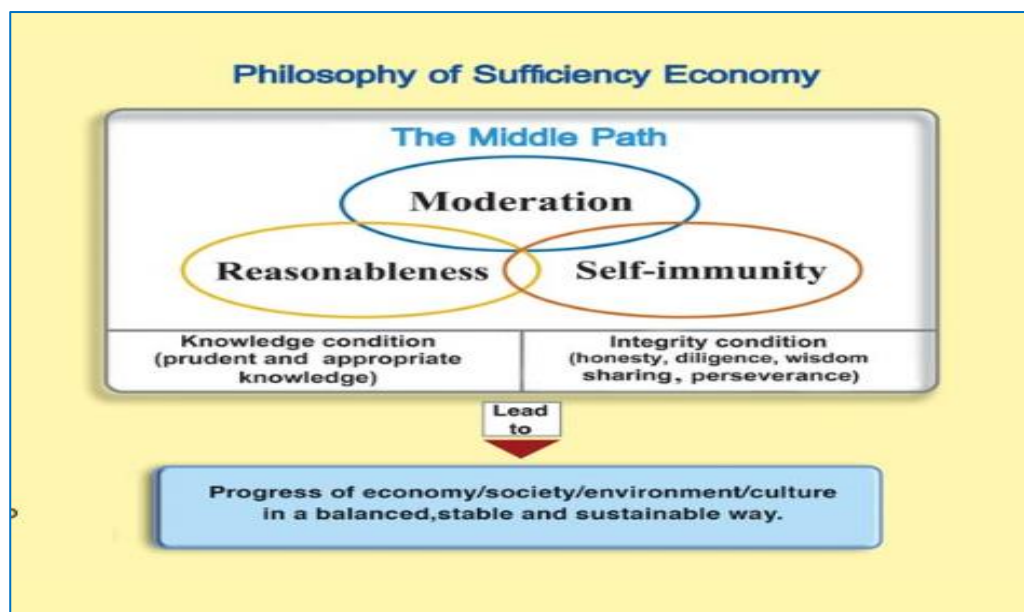 Philosophy of Sufficiency Economy
The Middle Path
Moderation
Reasonableness
Self-immunity
Knowledge condition
(prudent and appropriate
knowledge)
Integrity condition
(honesty, diligence, wisdom
sharing, perseverance)
Lead
to
Progress of economy/society/environment/culture
in a balanced,stable and sustainable way.